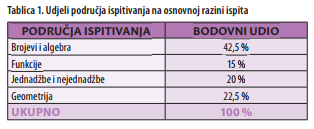 Tablica 1. Udjeli područja ispitivanja na osnovnoj razini ispita
PODRUČJA ISPITIVANJA BODOVNI UDIO
Brojevi i algebra 42,5 %
Funkcije 15 %
Jednadžbe i nejednadžbe 20 %
Geometrija 22,5 %
UKUPNO 100 %